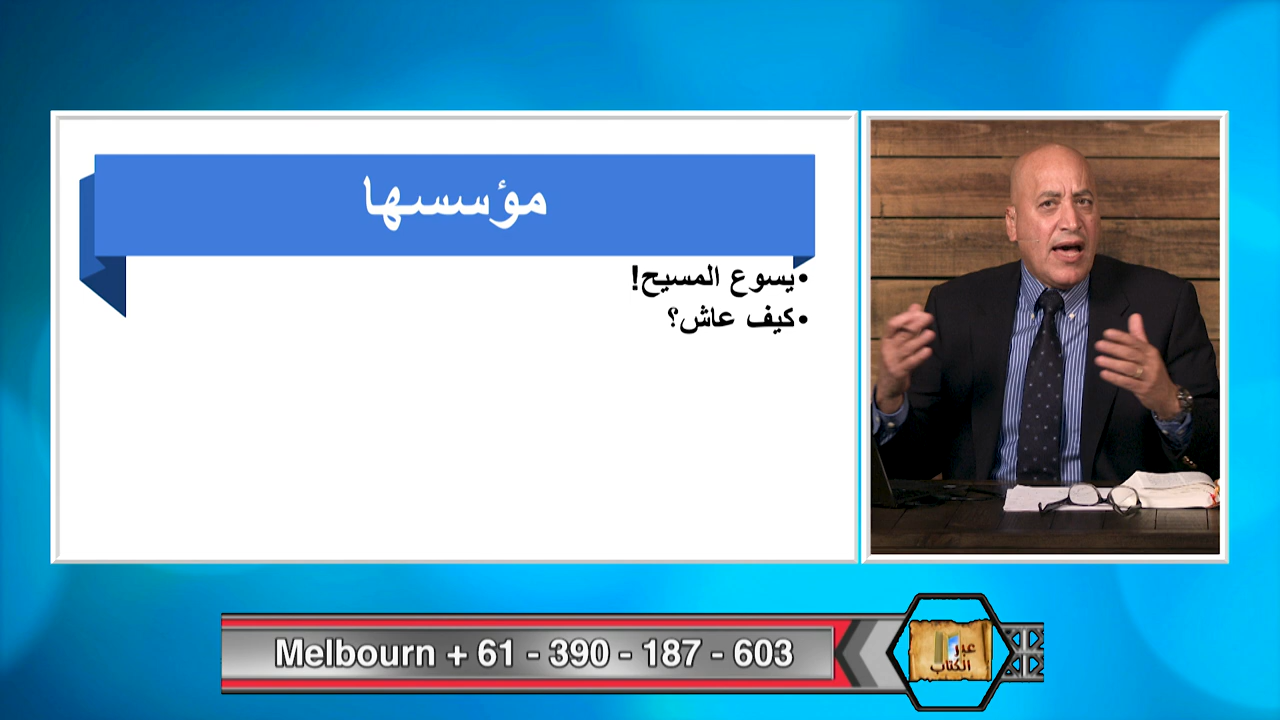 مؤسسها
•يسوع المسيح!
•كيف عاش؟
Melbourn + 61 - 390 - 187 - 603
عبر
الكتاب